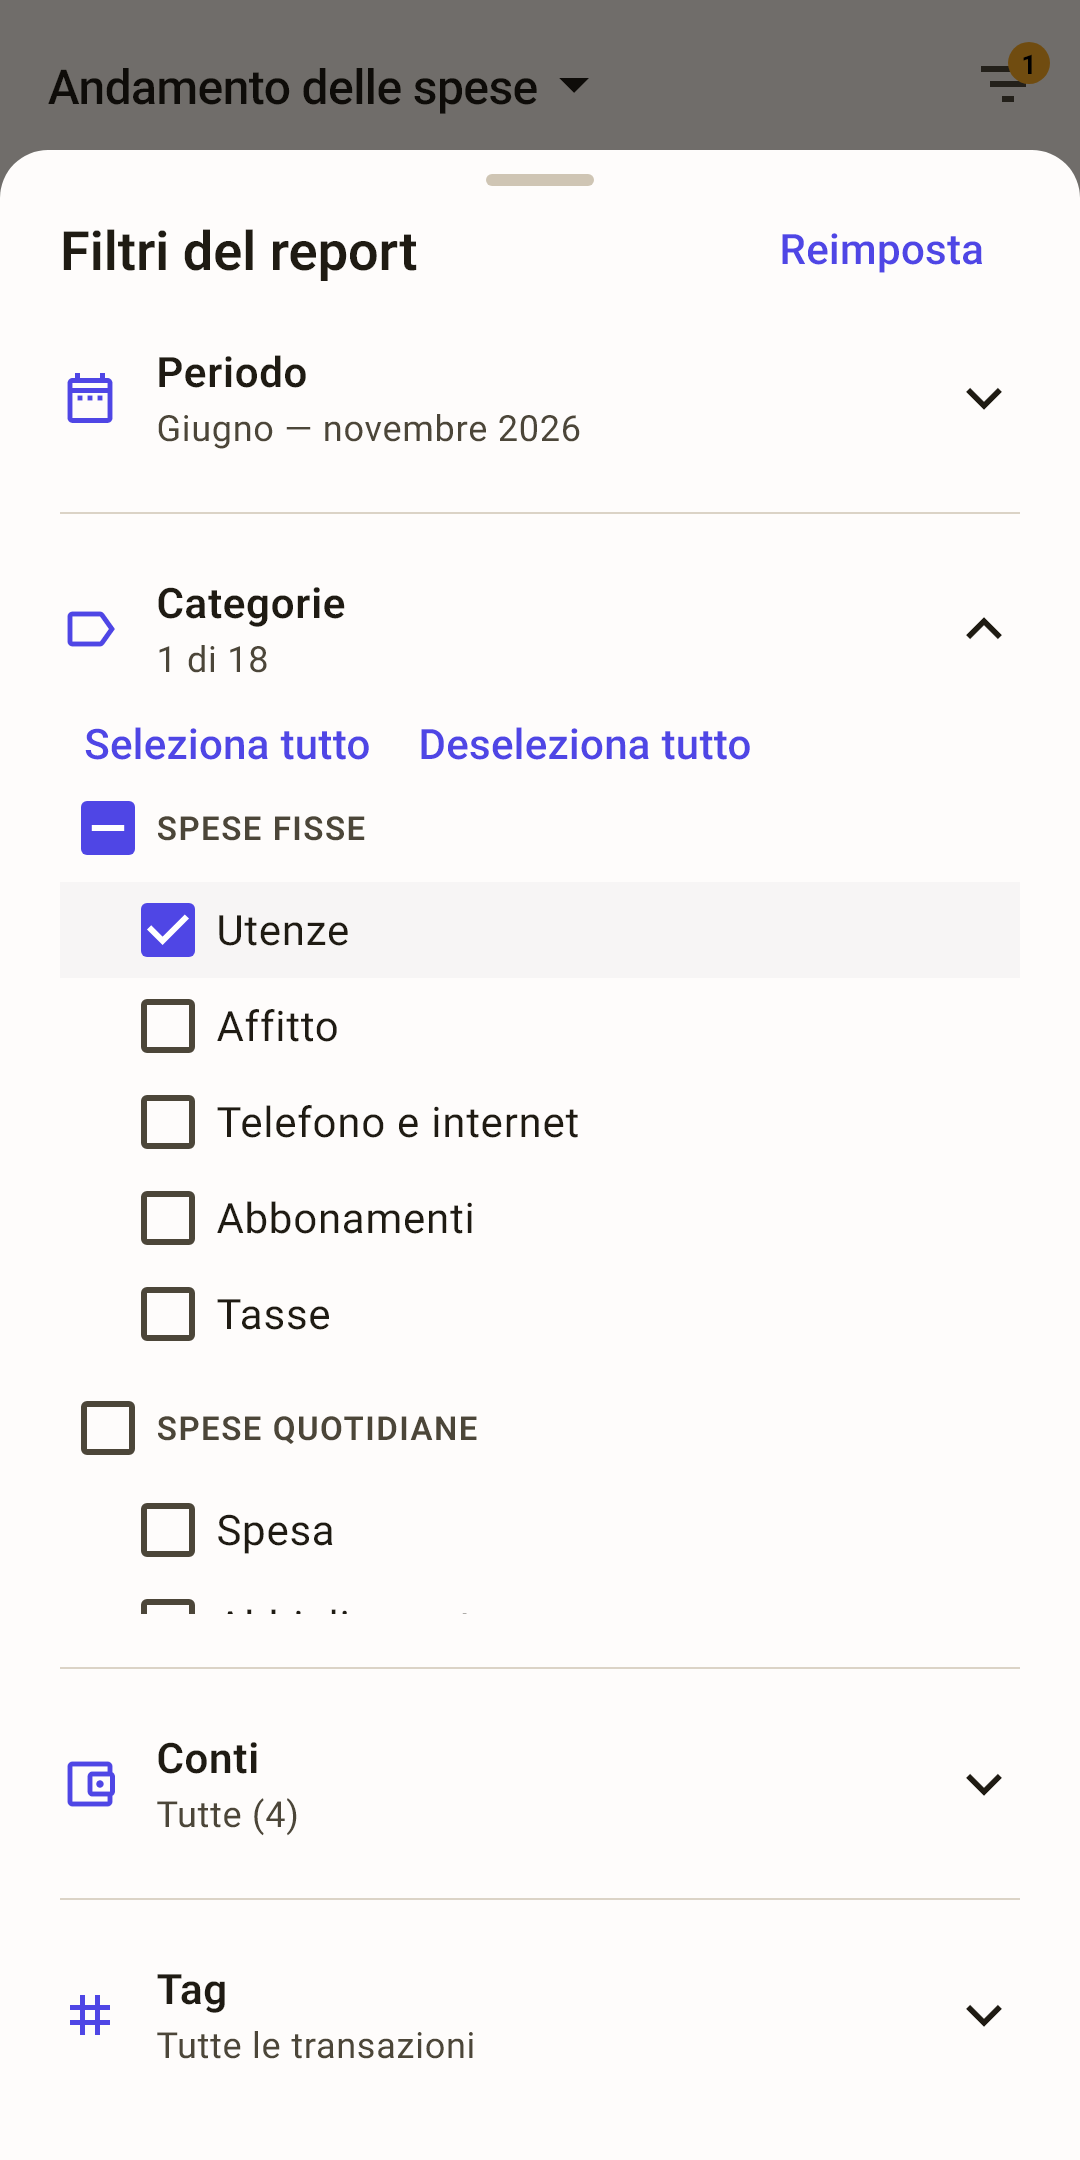 Andamento delle spese
1
Filtri del report
Reimposta
Periodo
Giugno — novembre 2026
Categorie
1 di 18
Seleziona tutto
Deseleziona tutto
SPESE FISSE
Utenze
Affitto
Telefono e internet
Abbonamenti
Tasse
SPESE QUOTIDIANE
Spesa
Conti
Tutte (4)
Tag
Tutte le transazioni